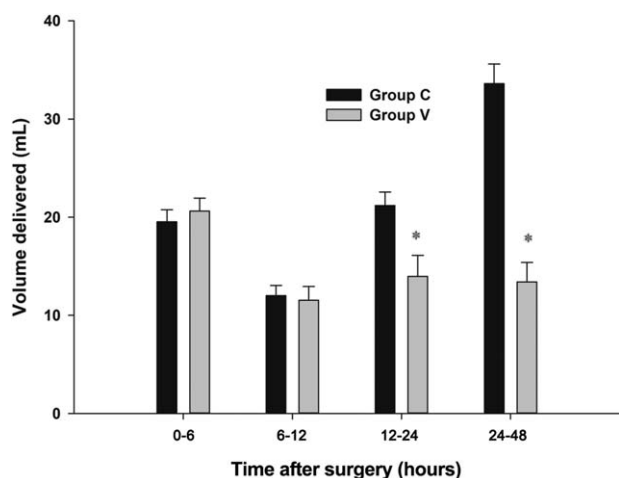 40
30
20
10
0
Volume delivered (mL)
Group C
Group V
*
*
0-6 6-12 12-24 24-48
Time after surgery (hours)